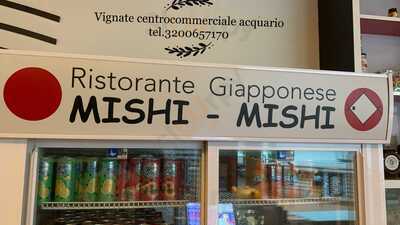 Vignate centrocommerciale acquario
tel.3200657170
Ristorante Giapponese
MISHI - MISHI